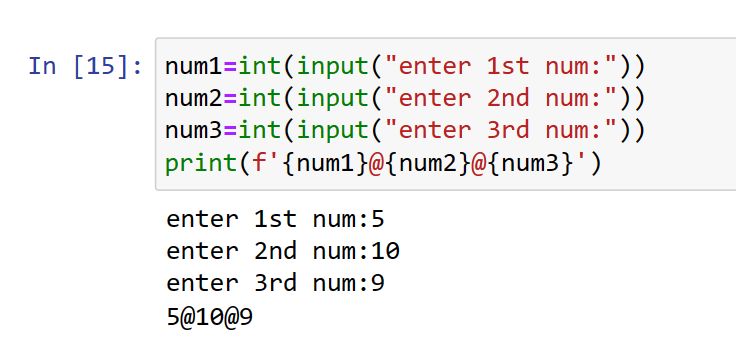 In [15]: num1=int(input("enter 1st num:"))
num2=int(input("enter 2nd num:"))
num3=int(input("enter 3rd num:"))
print(f'{num1}@{num2}@{num3}')
enter 1st num:5
enter 2nd num:10
enter 3rd num:9
5@10@9